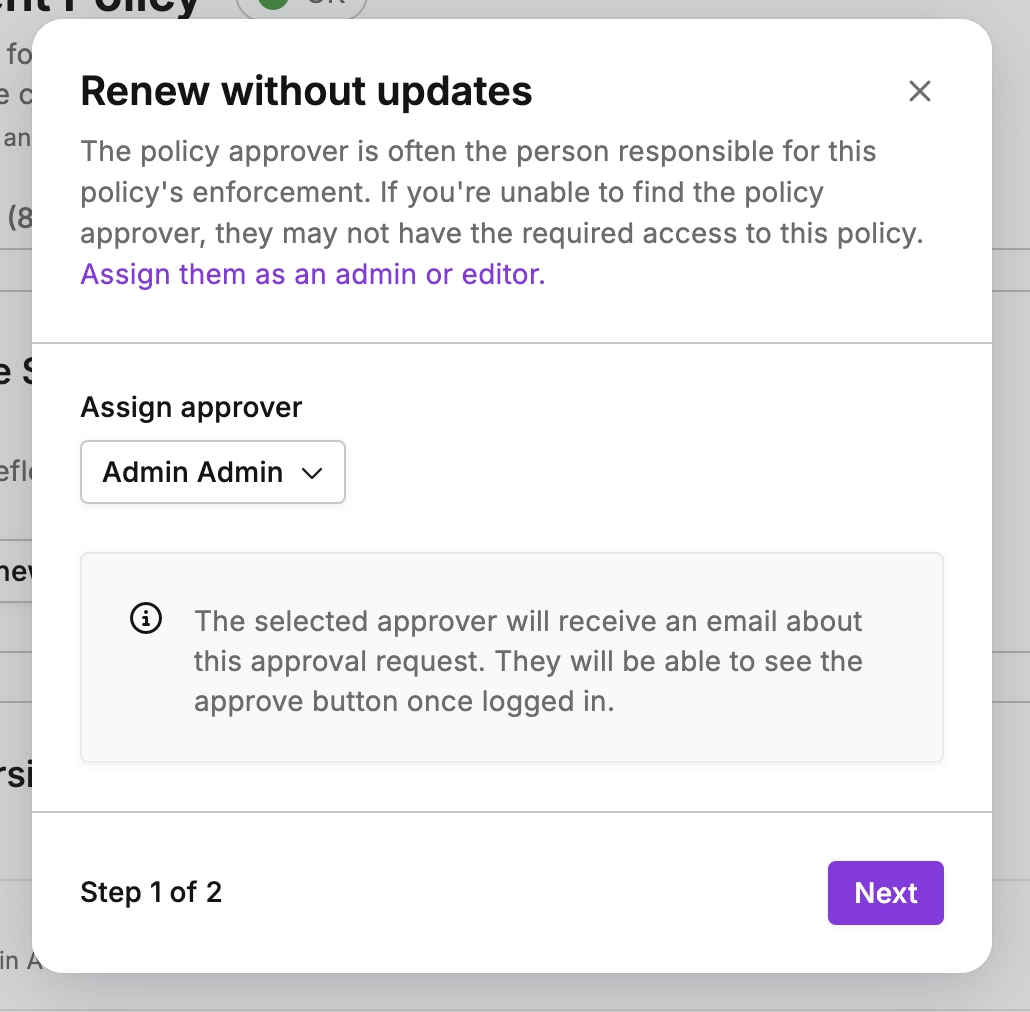 Policy
OK
Renew without updates
The policy approver is often the person responsible for this
policy's enforcement. If you're unable to find the policy
approver, they may not have the required access to this policy.
Assign them as an admin or editor.
Assign approver
Admin Admin
The selected approver will receive an email about
this approval request. They will be able to see the
approve button once logged in.
Step 1 of 2
Next